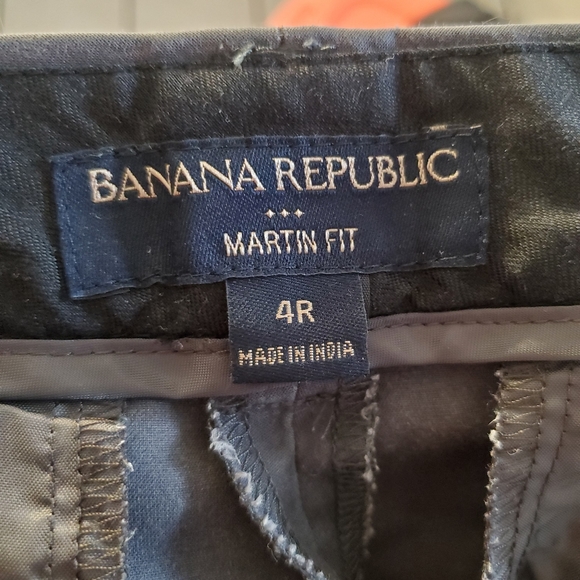 BANANA REPUBLIC
MARTIN FIT
4R
MADE IN INDIA